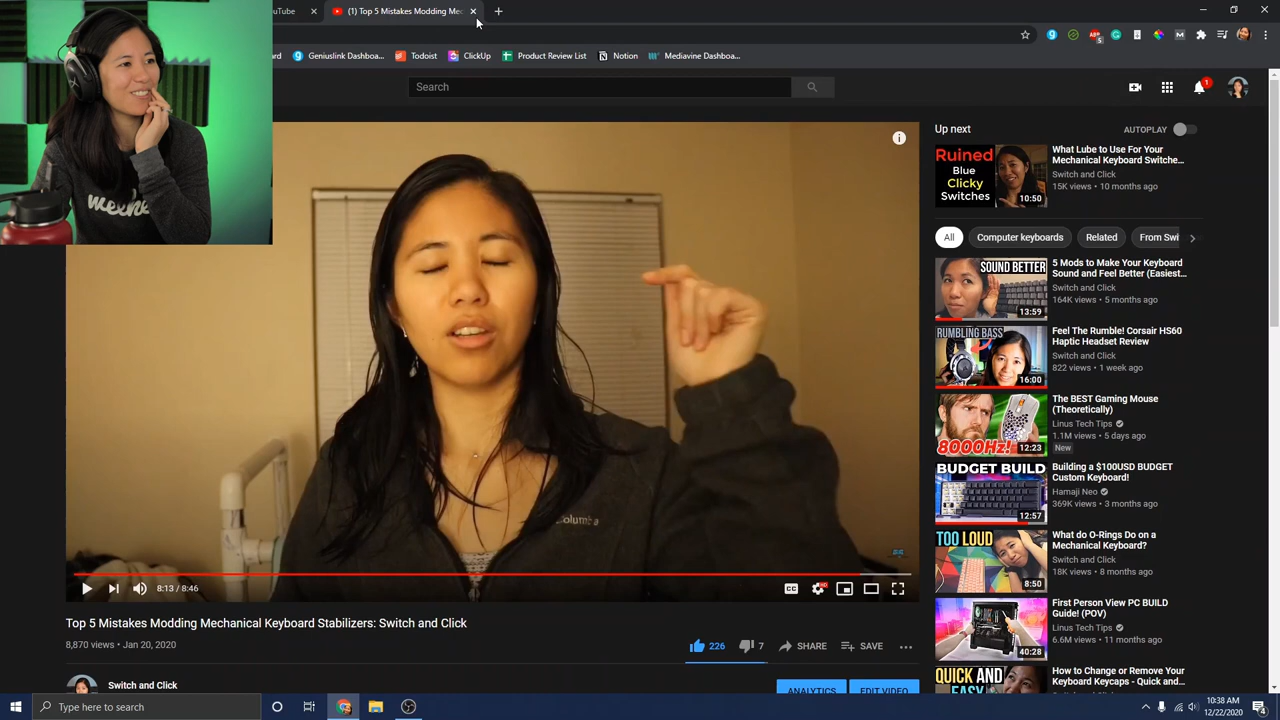 uTube
(1) Top 5 Mistakes Modding Mec
rd
Geniuslink Dashboa...
Todoist
ClickUp
Product Review List
Notion
Mediavine Dashboa...
Search
1
Up next
AUTOPLAY
Ruined
Blue
Clicky
Switches
10:50
What Lube to Use For Your
Mechanical Keyboard Switche...
Switch and Click
15K views • 10 months ago
All
Computer keyboards
Related
From Swi
SOUND BETTER
13:59
5 Mods to Make Your Keyboard
Sound and Feel Better (Easiest...
Switch and Click
164K views • 5 months ago
RUMBLING BASS
16:00
Feel The Rumble! Corsair HS60
Haptic Headset Review
Switch and Click
822 views • 1 week ago
8000Hz!
12:23
The BEST Gaming Mouse
(Theoretically)
Linus Tech Tips
1.1M views • 5 days ago
New
BUDGET BUILD
12:57
Building a $100USD BUDGET
Custom Keyboard!
Hamaji Neo
369K views • 3 months ago
TOO LOUD
8:50
What do O-Rings Do on a
Mechanical Keyboard?
Switch and Click
18K views • 8 months ago
40:28
First Person View PC BUILD
Guide! (POV)
Linus Tech Tips
6.6M views • 11 months ago
QUICK AND
EASY
How to Change or Remove Your
Keyboard Keycaps - Quick and...
Switch and Click
Columbia
8:13 / 8:46
CC
HD
Top 5 Mistakes Modding Mechanical Keyboard Stabilizers: Switch and Click
8,870 views • Jan 20, 2020
226
7
SHARE
SAVE
Switch and Click
ANALYTICS
EDIT VIDEO
Type here to search
10:38 AM
12/22/2020
4